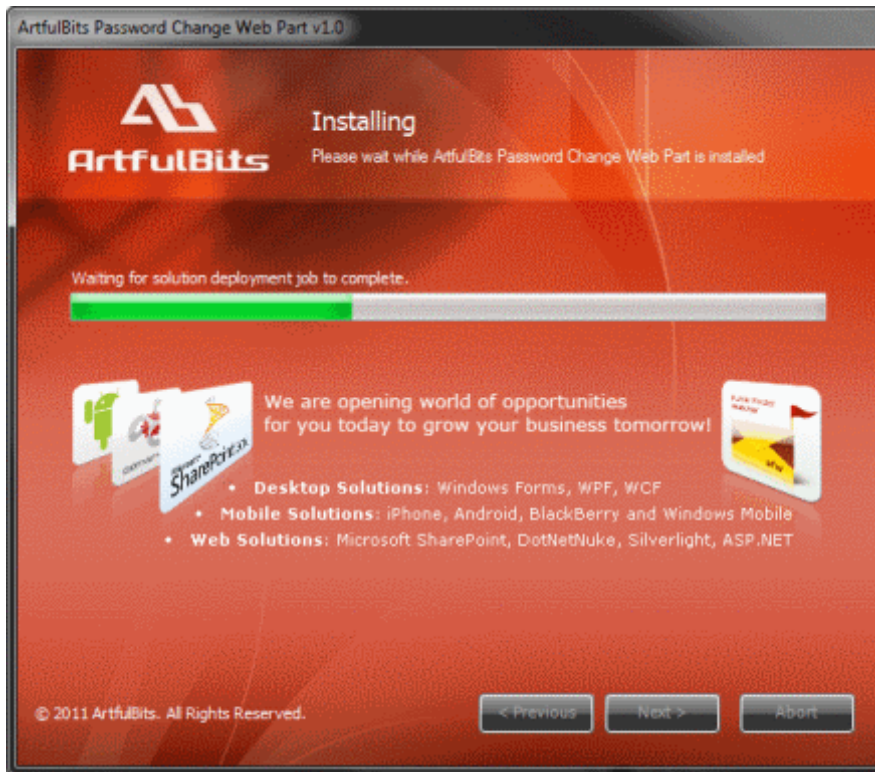 ArtfulBits Password Change Web Part v1.0
ArtfulBits
Installing
Please wait while ArtfulBits Password Change Web Part is installed
Waiting for solution deployment job to complete.
SharePoint
We are opening world of opportunities
for you today to grow your business tomorrow!
• Desktop Solutions: Windows Forms, WPF, WCF
• Mobile Solutions: iPhone, Android, BlackBerry and Windows Mobile
• Web Solutions: Microsoft SharePoint, DotNetNuke, Silverlight, ASP.NET
© 2011 ArtfulBits. All Rights Reserved.
< Previous
Next >
Abort